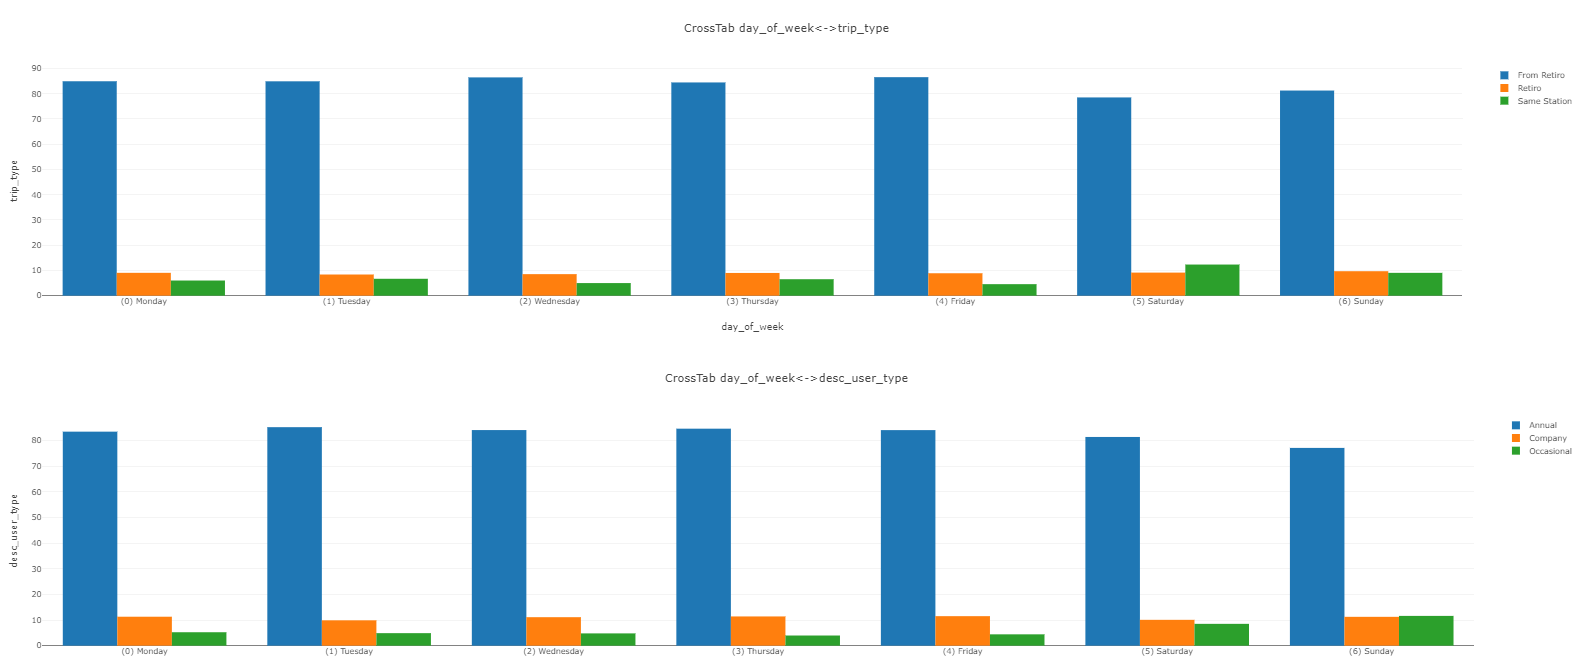 CrossTab day_of_week<->trip_type
90
80
70
60
50
40
30
20
10
0
trip_type
(0) Monday
(1) Tuesday
(2) Wednesday
(3) Thursday
(4) Friday
(5) Saturday
(6) Sunday
day_of_week
From Retiro
Retiro
Same Station
CrossTab day_of_week<->desc_user_type
80
70
60
50
40
30
20
10
0
desc_user_type
(0) Monday
(1) Tuesday
(2) Wednesday
(3) Thursday
(4) Friday
(5) Saturday
(6) Sunday
Annual
Company
Occasional